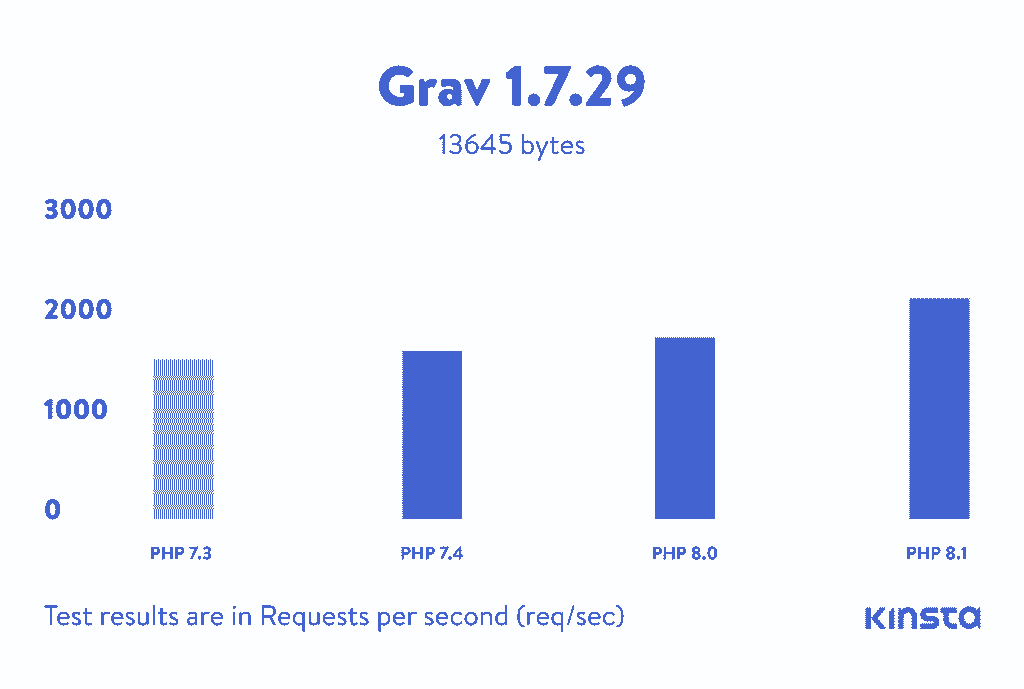 Grav 1.7.29
13645 bytes
3000
2000
1000
0
PHP 7.3
PHP 7.4
PHP 8.0
PHP 8.1
Test results are in Requests per second (req/sec)
Kinsta